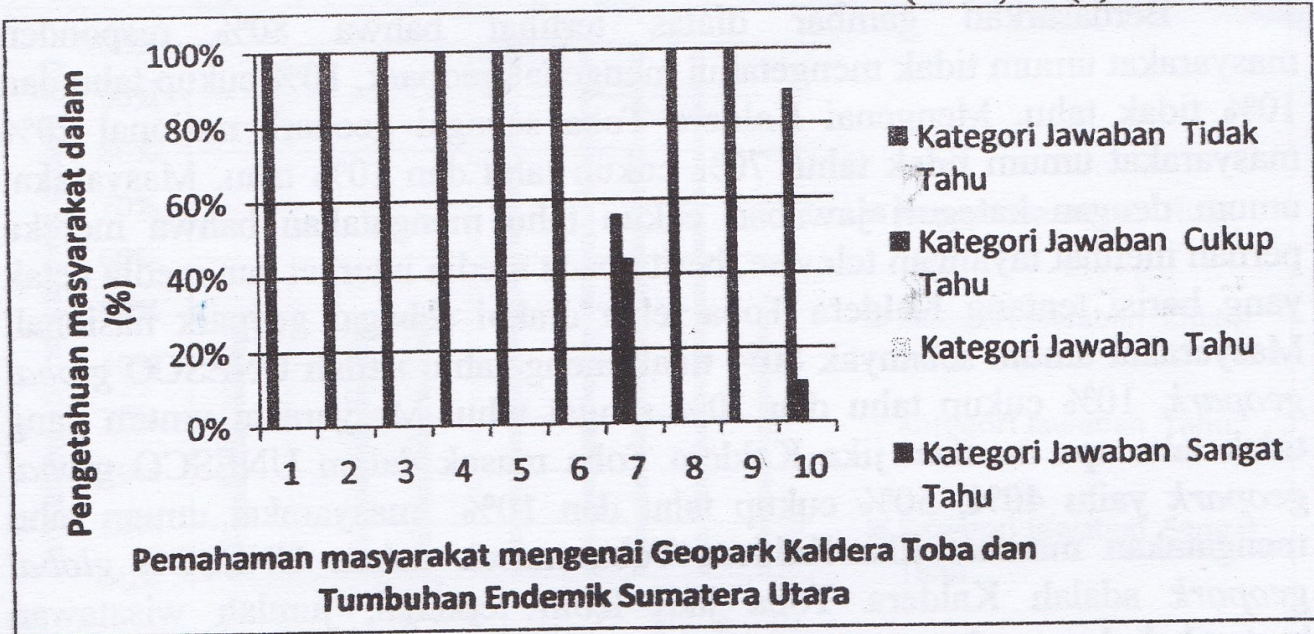 Pengetahuan masyarakat dalam
(%)
100%
80%
60%
40%
20%
0%
1 2 3 4 5 6 7 8 9 10
Kategori Jawaban Tidak
Tahu
Kategori Jawaban Cukup
Tahu
Kategori Jawaban Tahu
Kategori Jawaban Sangat
Tahu
Pemahaman masyarakat mengenai Geopark Kaldera Toba dan
Tumbuhan Endemik Sumatera Utara